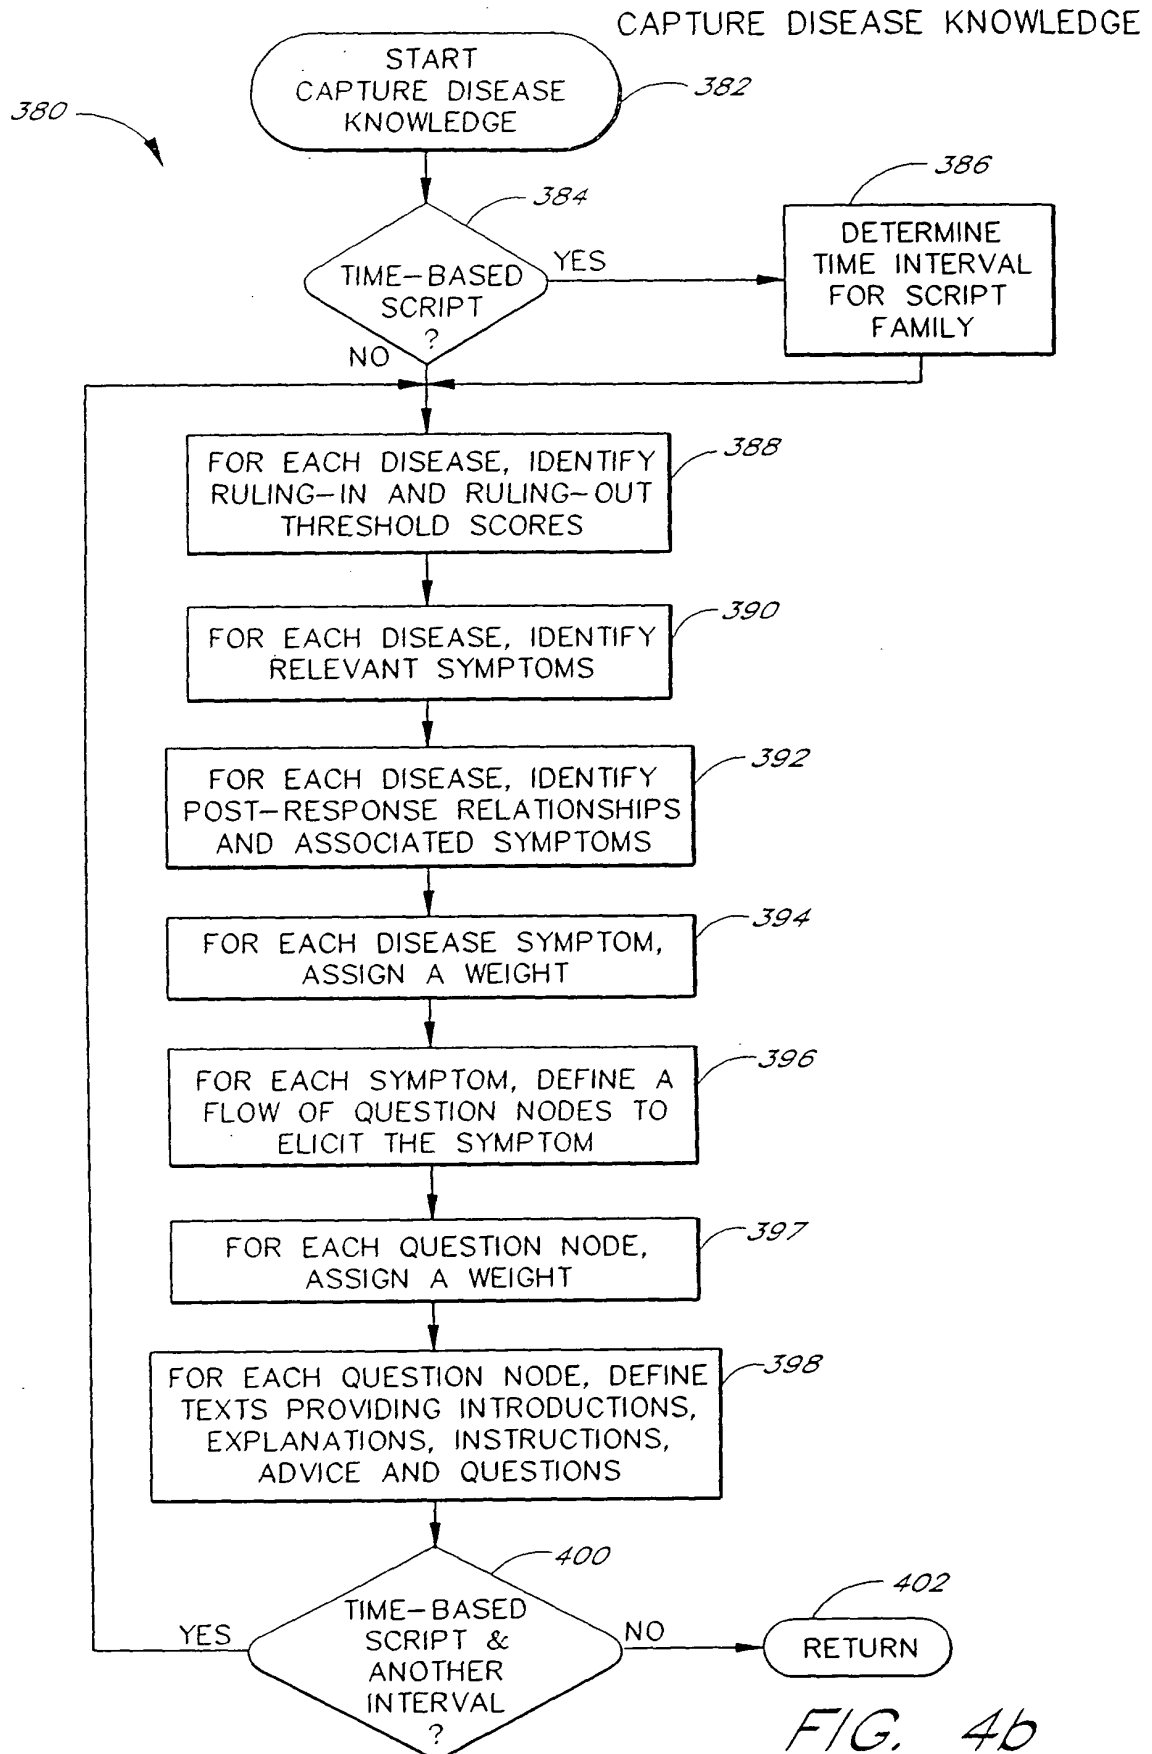 CAPTURE DISEASE KNOWLEDGE
START
CAPTURE DISEASE
KNOWLEDGE
382
380
384
386
TIME-BASED
SCRIPT
?
YES
NO
DETERMINE
TIME INTERVAL
FOR SCRIPT
FAMILY
FOR EACH DISEASE, IDENTIFY
RULING-IN AND RULING-OUT
THRESHOLD SCORES
388
FOR EACH DISEASE, IDENTIFY
RELEVANT SYMPTOMS
390
FOR EACH DISEASE, IDENTIFY
POST-RESPONSE RELATIONSHIPS
AND ASSOCIATED SYMPTOMS
392
FOR EACH DISEASE SYMPTOM,
ASSIGN A WEIGHT
394
FOR EACH SYMPTOM, DEFINE A
FLOW OF QUESTION NODES TO
ELICIT THE SYMPTOM
396
FOR EACH QUESTION NODE,
ASSIGN A WEIGHT
397
FOR EACH QUESTION NODE, DEFINE
TEXTS PROVIDING INTRODUCTIONS,
EXPLANATIONS, INSTRUCTIONS,
ADVICE AND QUESTIONS
398
400
TIME-BASED
SCRIPT &
ANOTHER
INTERVAL
?
YES
NO
402
RETURN
FIG. 4b